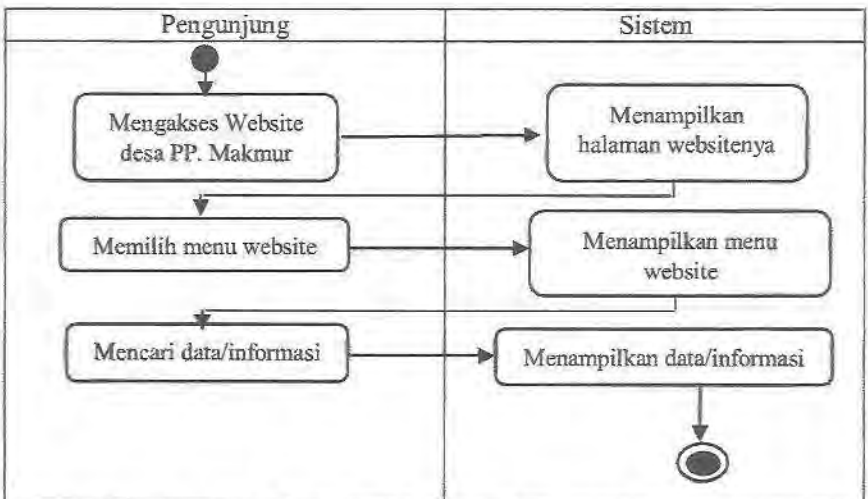 Pengunjung
Sistem
Mengakses Website
desa PP. Makmur
Menampilkan
halaman websitenya
Memilih menu website
Menampilkan menu
website
Mencari data/informasi
Menampilkan data/informasi